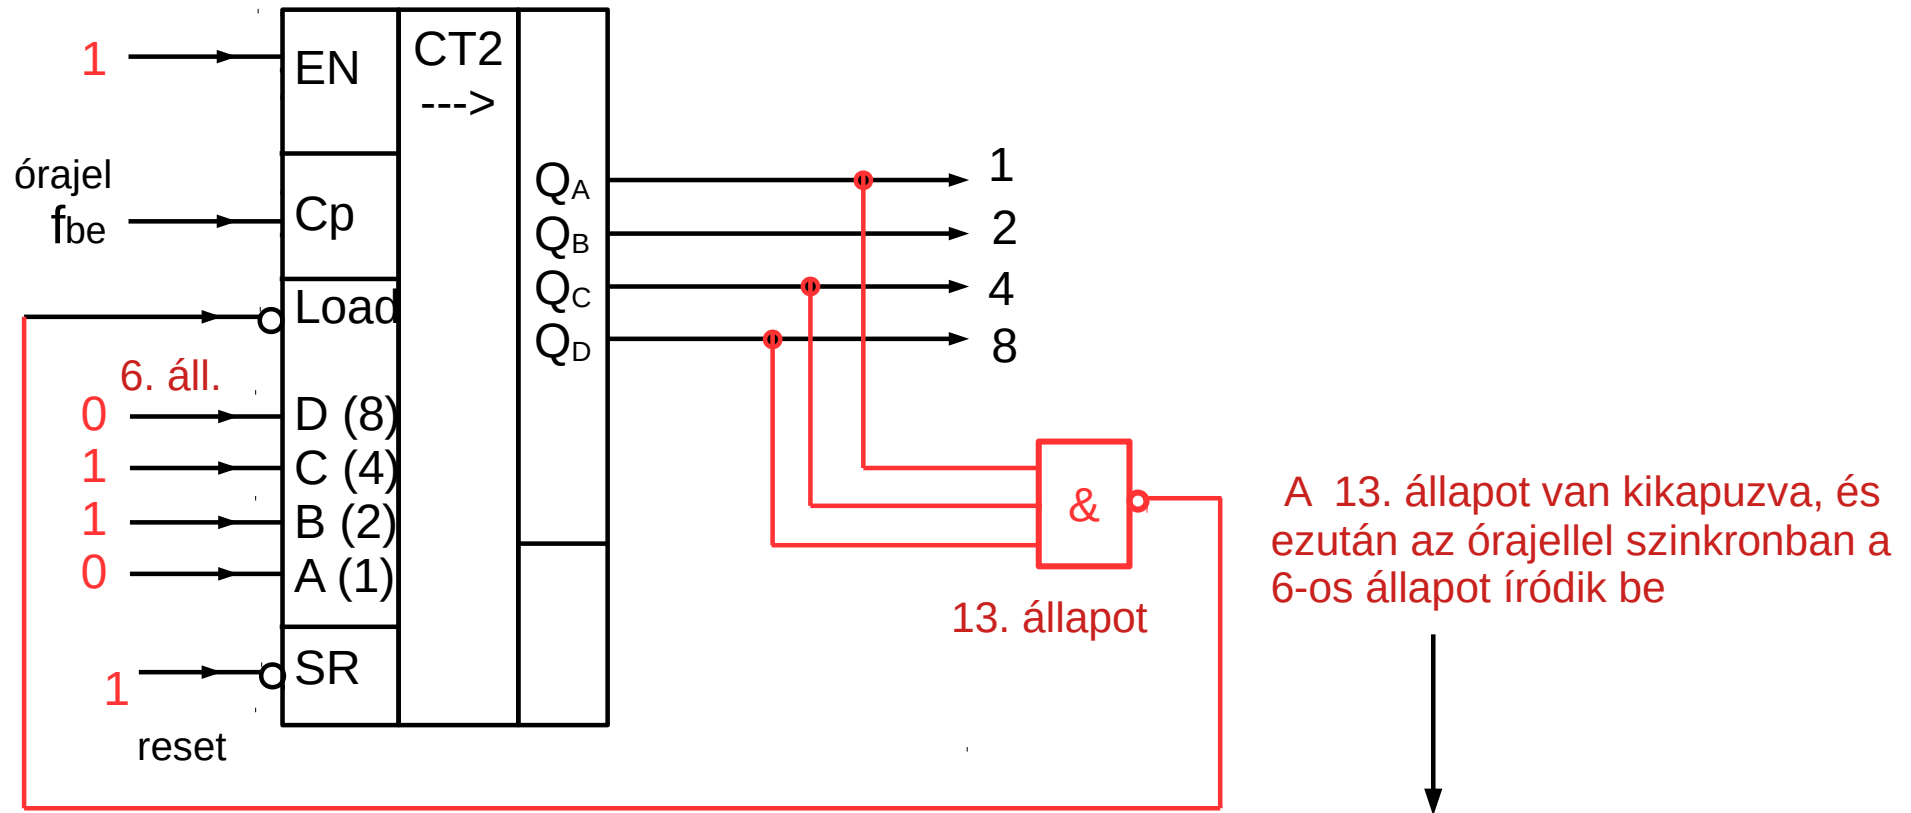 1
EN
CT2
--->
órajel
fbe
Cp
Load
6. áll.
0
D (8)
1
C (4)
1
B (2)
0
A (1)
1
SR
reset
QA
1
QB
2
QC
4
QD
8
&
13. állapot
A 13. állapot van kikapuzva, és
ezután az órajellel szinkronban a
6-os állapot íródik be